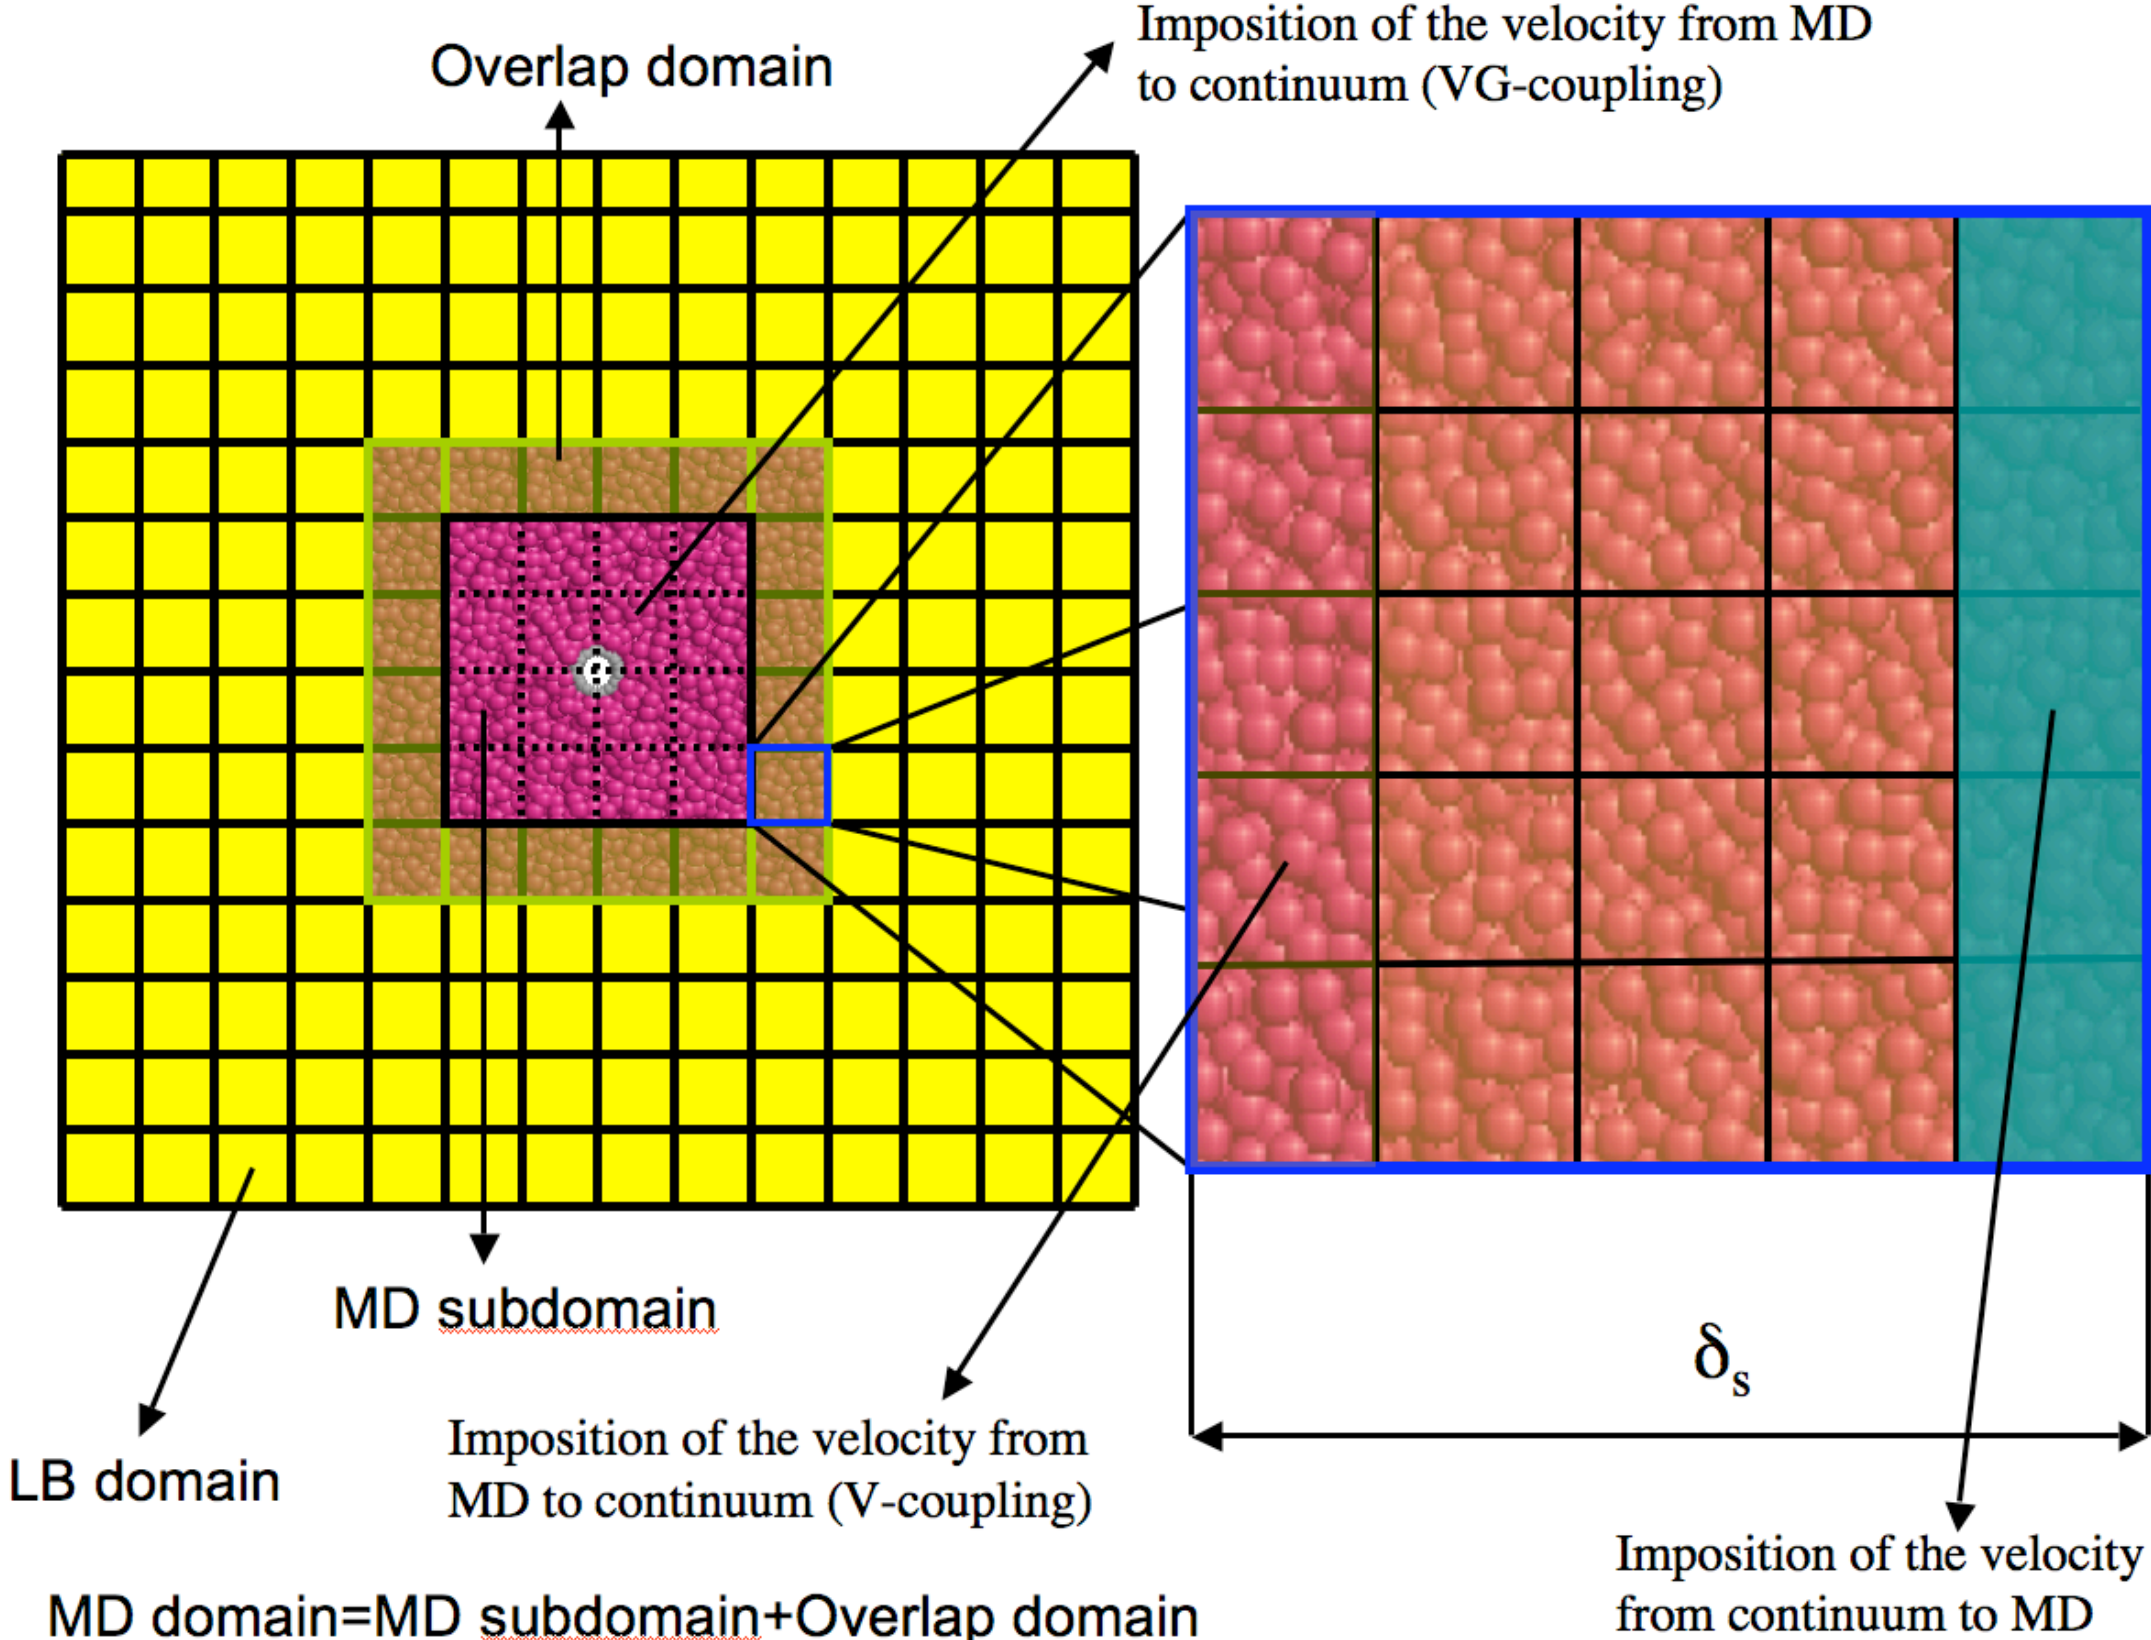 Imposition of the velocity from MD
to continuum (VG-coupling)
Overlap domain
MD subdomain
δs
LB domain
Imposition of the velocity from
MD to continuum (V-coupling)
Imposition of the velocity
from continuum to MD
MD domain=MD subdomain+Overlap domain